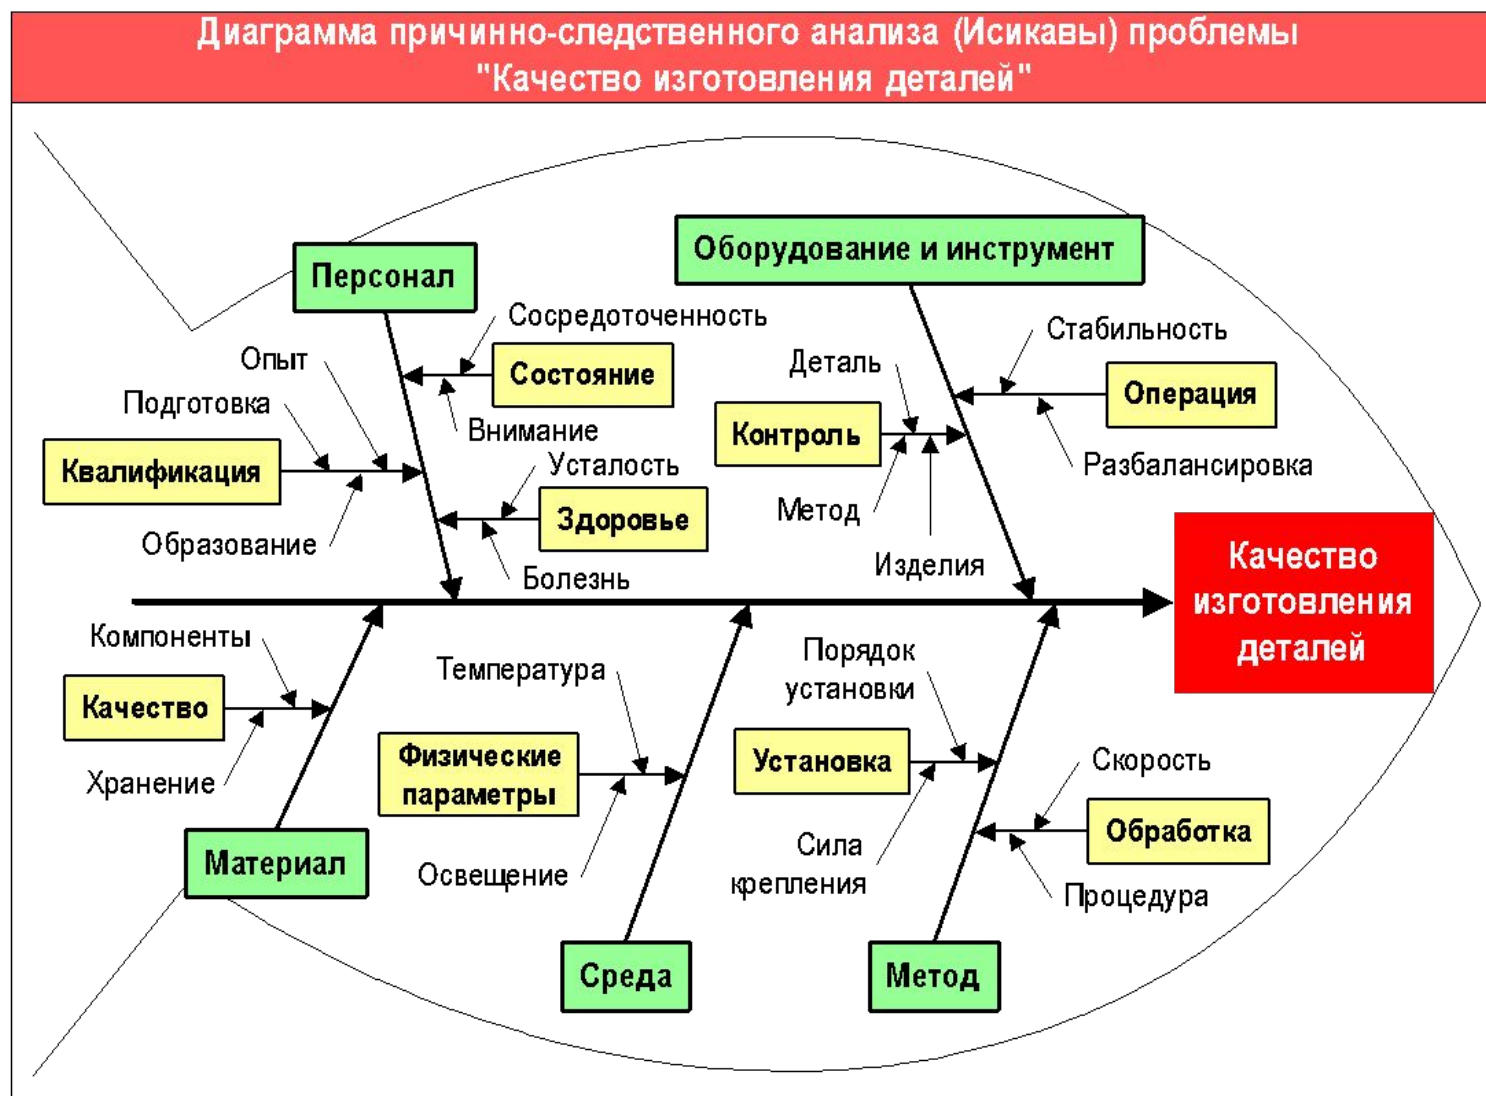 Диаграмма причинно-следственного анализа (Исикавы) проблемы
"Качество изготовления деталей"
Персонал
Оборудование и инструмент
Сосредоточенность
Состояние
Внимание
Опыт
Подготовка
Квалификация
Образование
Усталость
Здоровье
Болезнь
Деталь
Контроль
Метод
Изделия
Стабильность
Операция
Разбалансировка
Качество
изготовления
деталей
Компоненты
Качество
Хранение
Материал
Температура
Физические
параметры
Освещение
Среда
Порядок
установки
Установка
Сила
крепления
Скорость
Обработка
Процедура
Метод